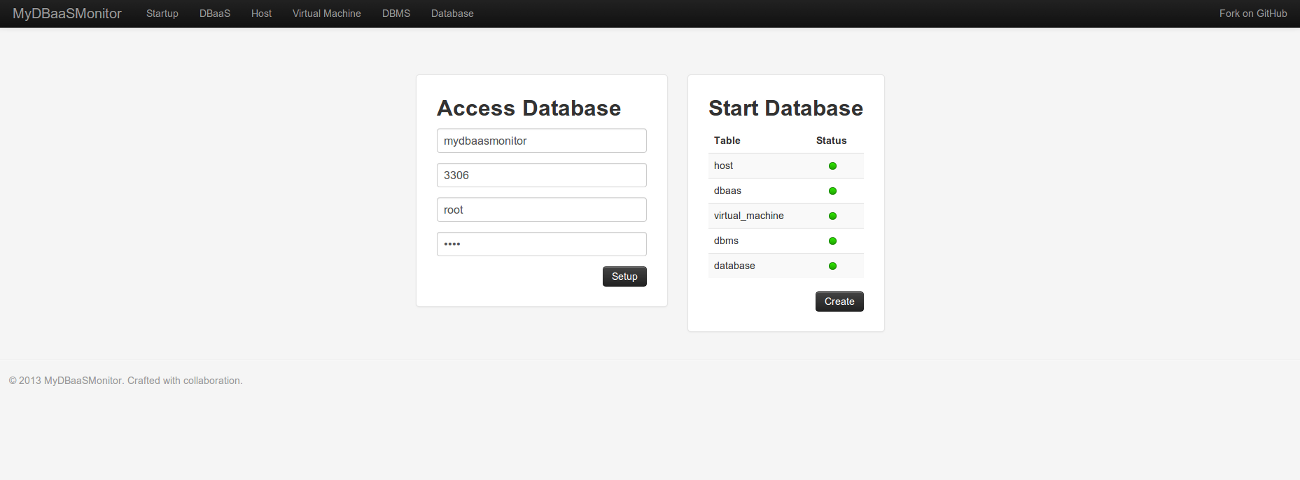 MyDBaaSMonitor Startup DBaaS Host Virtual Machine DBMS Database Fork on GitHub
Access Database
mydbaasmonitor
3306
root
••••
Setup
Start Database
Table Status
host
dbaas
virtual_machine
dbms
database
Create
© 2013 MyDBaaSMonitor. Crafted with collaboration.